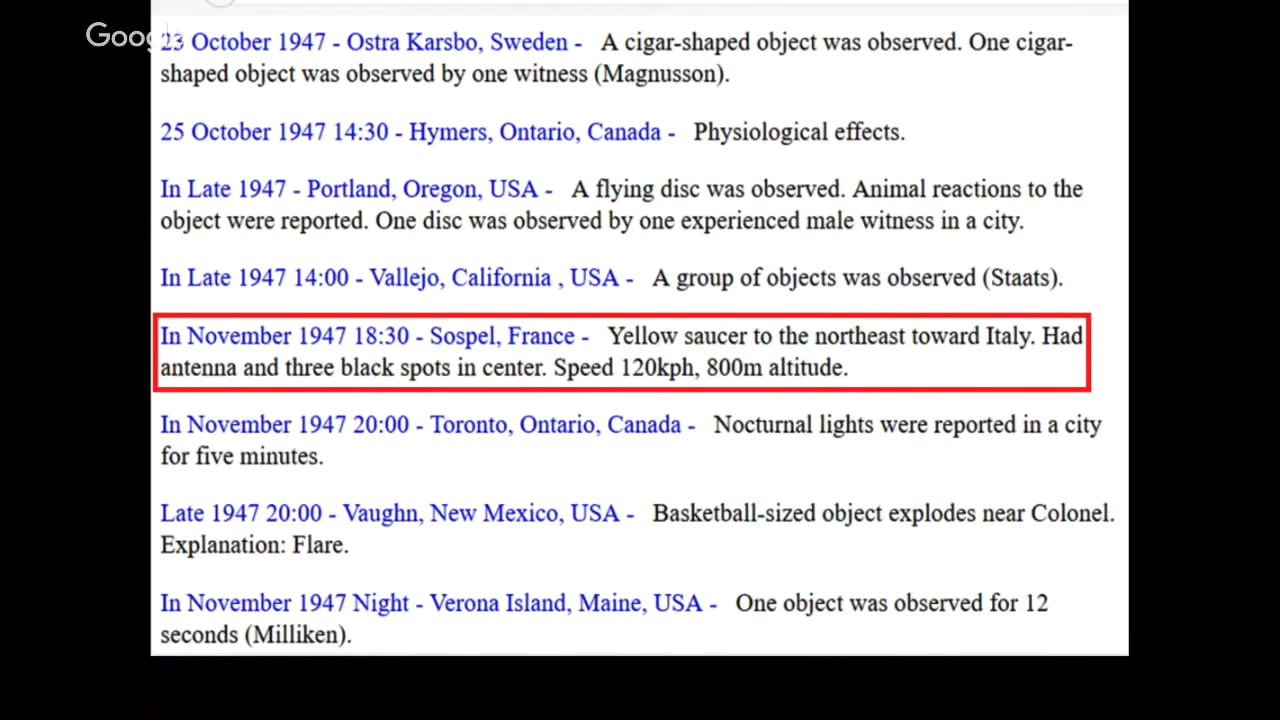 Google
23 October 1947 - Ostra Karsbo, Sweden - A cigar-shaped object was observed. One cigar-
shaped object was observed by one witness (Magnusson).
25 October 1947 14:30 - Hymers, Ontario, Canada - Physiological effects.
In Late 1947 - Portland, Oregon, USA - A flying disc was observed. Animal reactions to the
object were reported. One disc was observed by one experienced male witness in a city.
In Late 1947 14:00 - Vallejo, California , USA - A group of objects was observed (Staats).
In November 1947 18:30 - Sospel, France - Yellow saucer to the northeast toward Italy. Had
antenna and three black spots in center. Speed 120kph, 800m altitude.
In November 1947 20:00 - Toronto, Ontario, Canada - Nocturnal lights were reported in a city
for five minutes.
Late 1947 20:00 - Vaughn, New Mexico, USA - Basketball-sized object explodes near Colonel.
Explanation: Flare.
In November 1947 Night - Verona Island, Maine, USA - One object was observed for 12
seconds (Milliken).